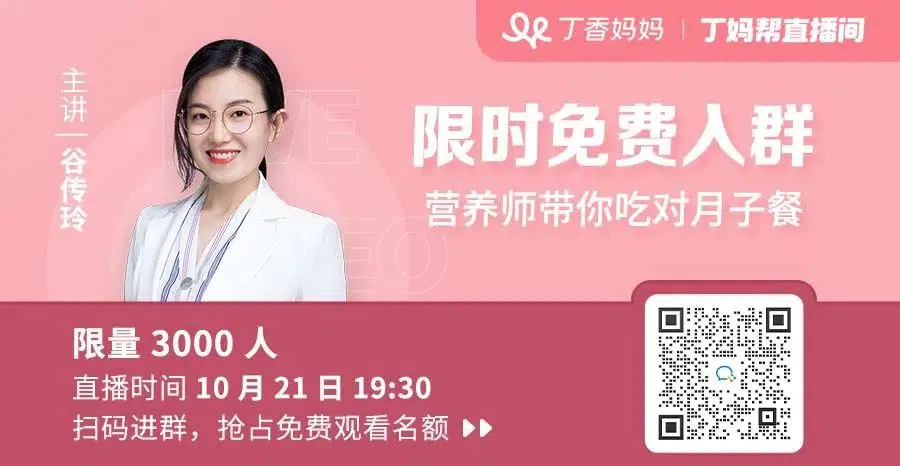 丁香妈妈 | 丁妈帮直播间
主讲 | 谷传玲
LIVE
VIDEO
限时免费入群
营养师带你吃对月子餐
限量 3000 人
直播时间 10 月 21 日 19:30
扫码进群，抢占免费观看名额